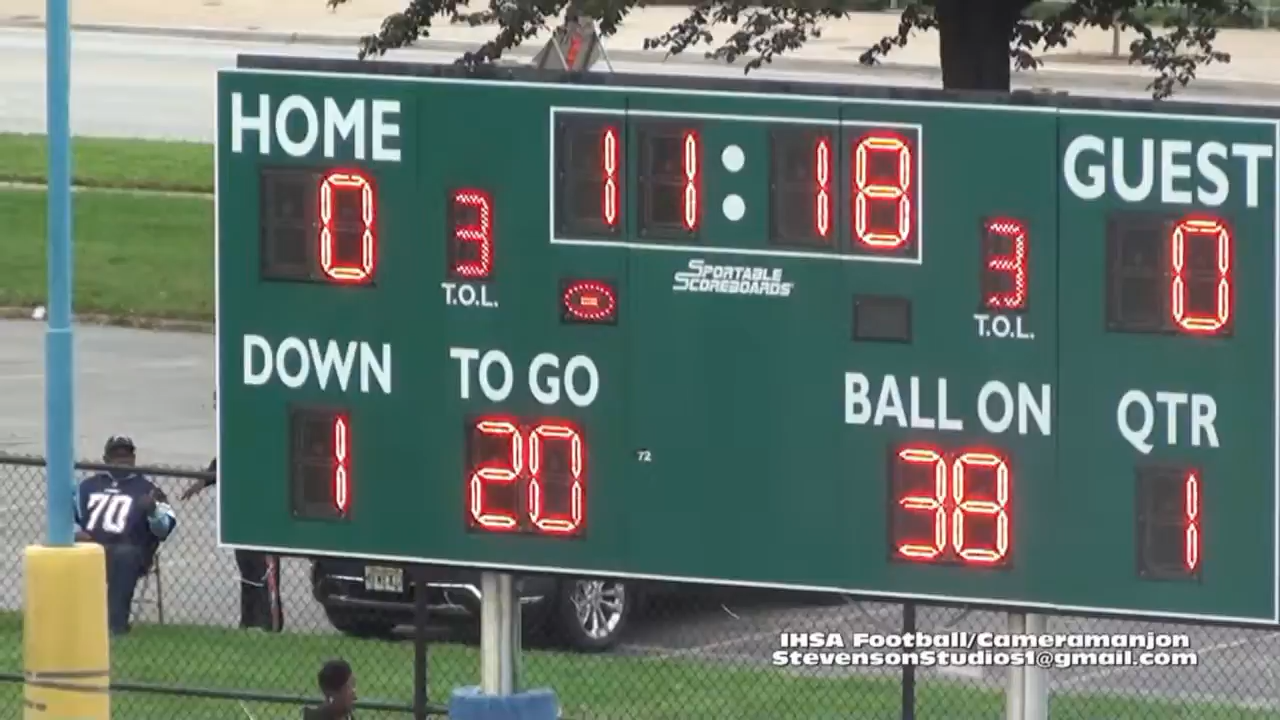 HOME
11:18
GUEST
0
3
3
0
T.O.L.
SPORTABLE
SCOREBOARDS
T.O.L.
DOWN
TO GO
BALL ON
QTR
1
20
72
38
1
70
IHSA Football/Cameramanjon
StevensonStudios1@gmail.com